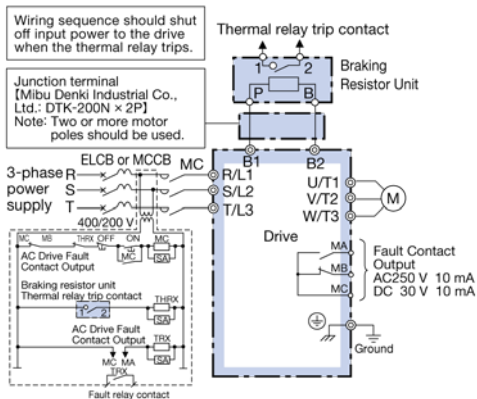 Wiring sequence should shut
off input power to the drive
when the thermal relay trips.
Thermal relay trip contact
1 2
P B
Braking
Resistor Unit
Junction terminal
【Mibu Denki Industrial Co.,
Ltd.: DTK-200N × 2P】
Note: Two or more motor
poles should be used.
B1 B2
ELCB or MCCB MC
3-phase
power
supply
R
S
T
R/L1
S/L2
T/L3
U/T1
V/T2
W/T3
M
400/200 V
Drive
MA
MB
MC
Fault Contact
Output
AC250 V 10 mA
DC 30 V 10 mA
Ground
MC MB THRX OFF ON MC
MC
SA
AC Drive Fault
Contact Output
Braking resistor unit
Thermal relay trip contact
1 2
THRX
SA
AC Drive Fault
Contact Output
TRX
SA
MC MA
TRX
Fault relay contact